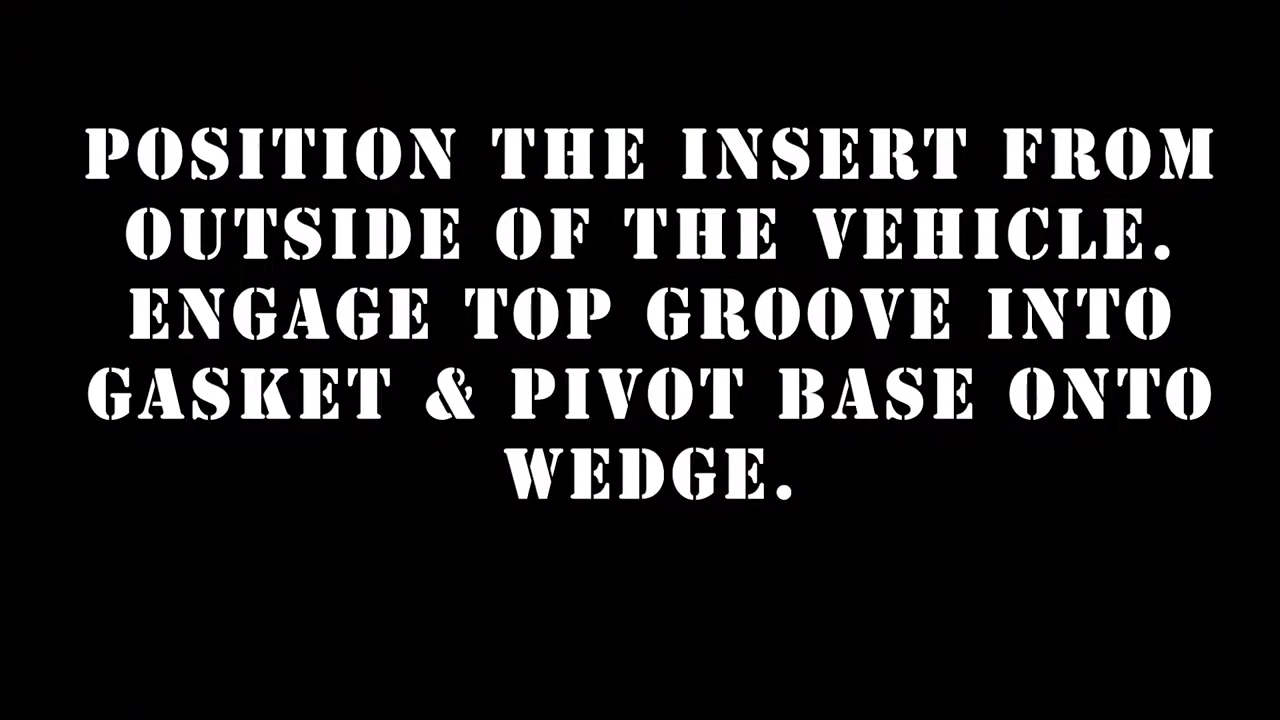 POSITION THE INSERT FROM
OUTSIDE OF THE VEHICLE.
ENGAGE TOP GROOVE INTO
GASKET & PIVOT BASE ONTO
WEDGE.